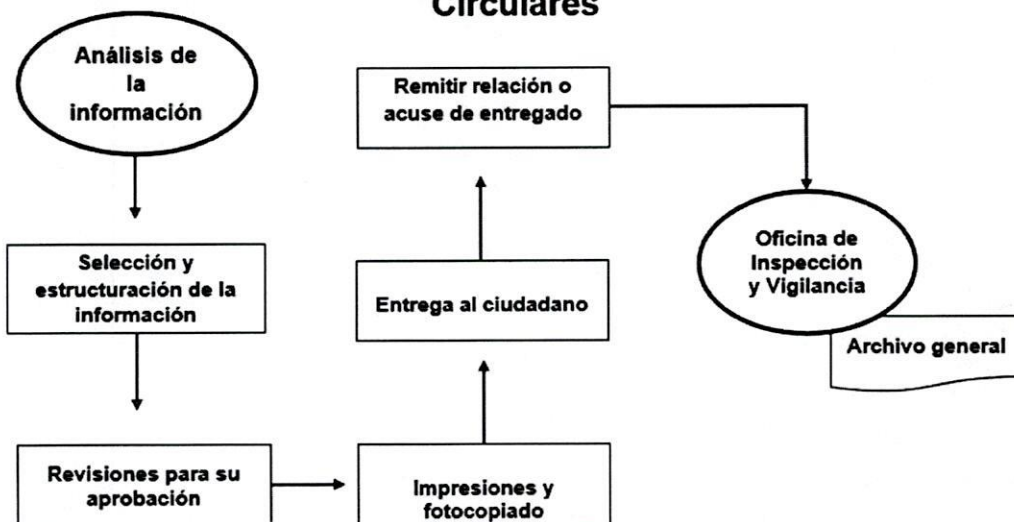 Circulares
Análisis de
la
información
Selección y
estructuración de la
información
Revisiones para su
aprobación
Impresiones y
fotocopiado
Entrega al ciudadano
Remitir relación o
acuse de entregado
Oficina de
Inspección
y Vigilancia
Archivo general